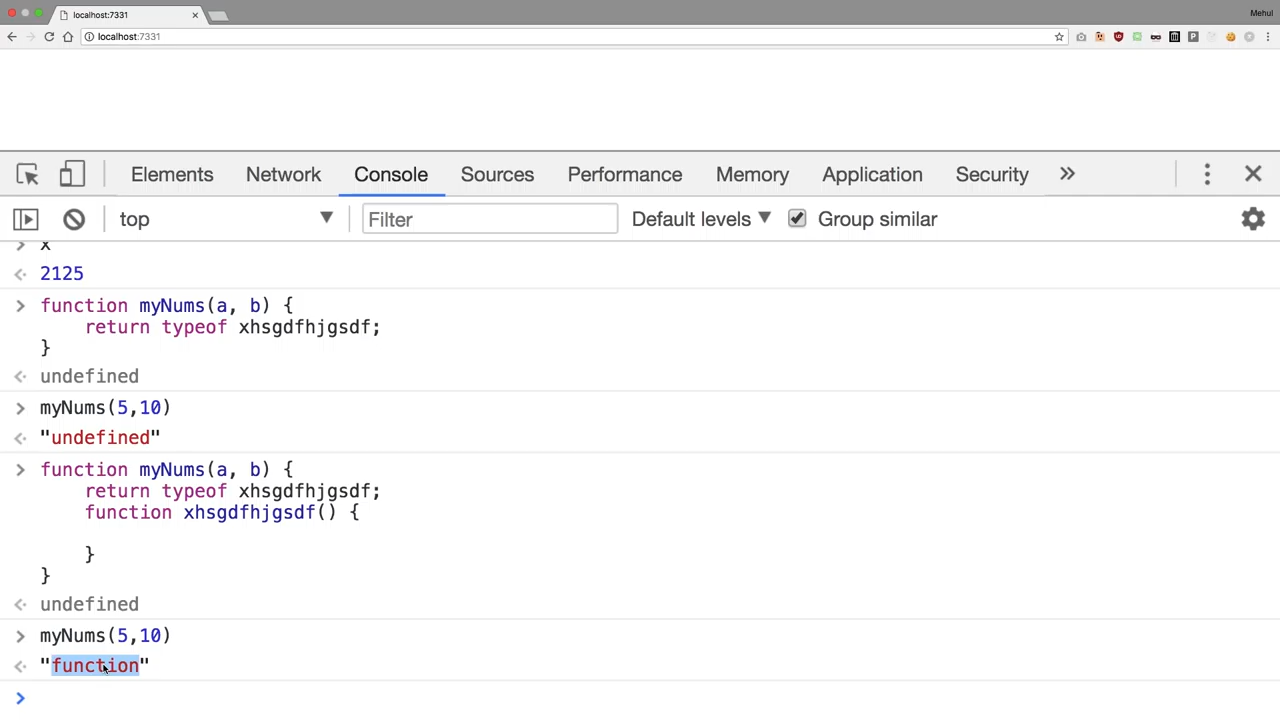 localhost:7331
Mehul
localhost:7331
Elements Network Console Sources Performance Memory Application Security
top Filter Default levels Group similar
x
2125
function myNums(a, b) {
return typeof xhsgdfhjgsdf;
}
undefined
myNums(5,10)
"undefined"
function myNums(a, b) {
return typeof xhsgdfhjgsdf;
function xhsgdfhjgsdf() {
}
}
undefined
myNums(5,10)
"function"